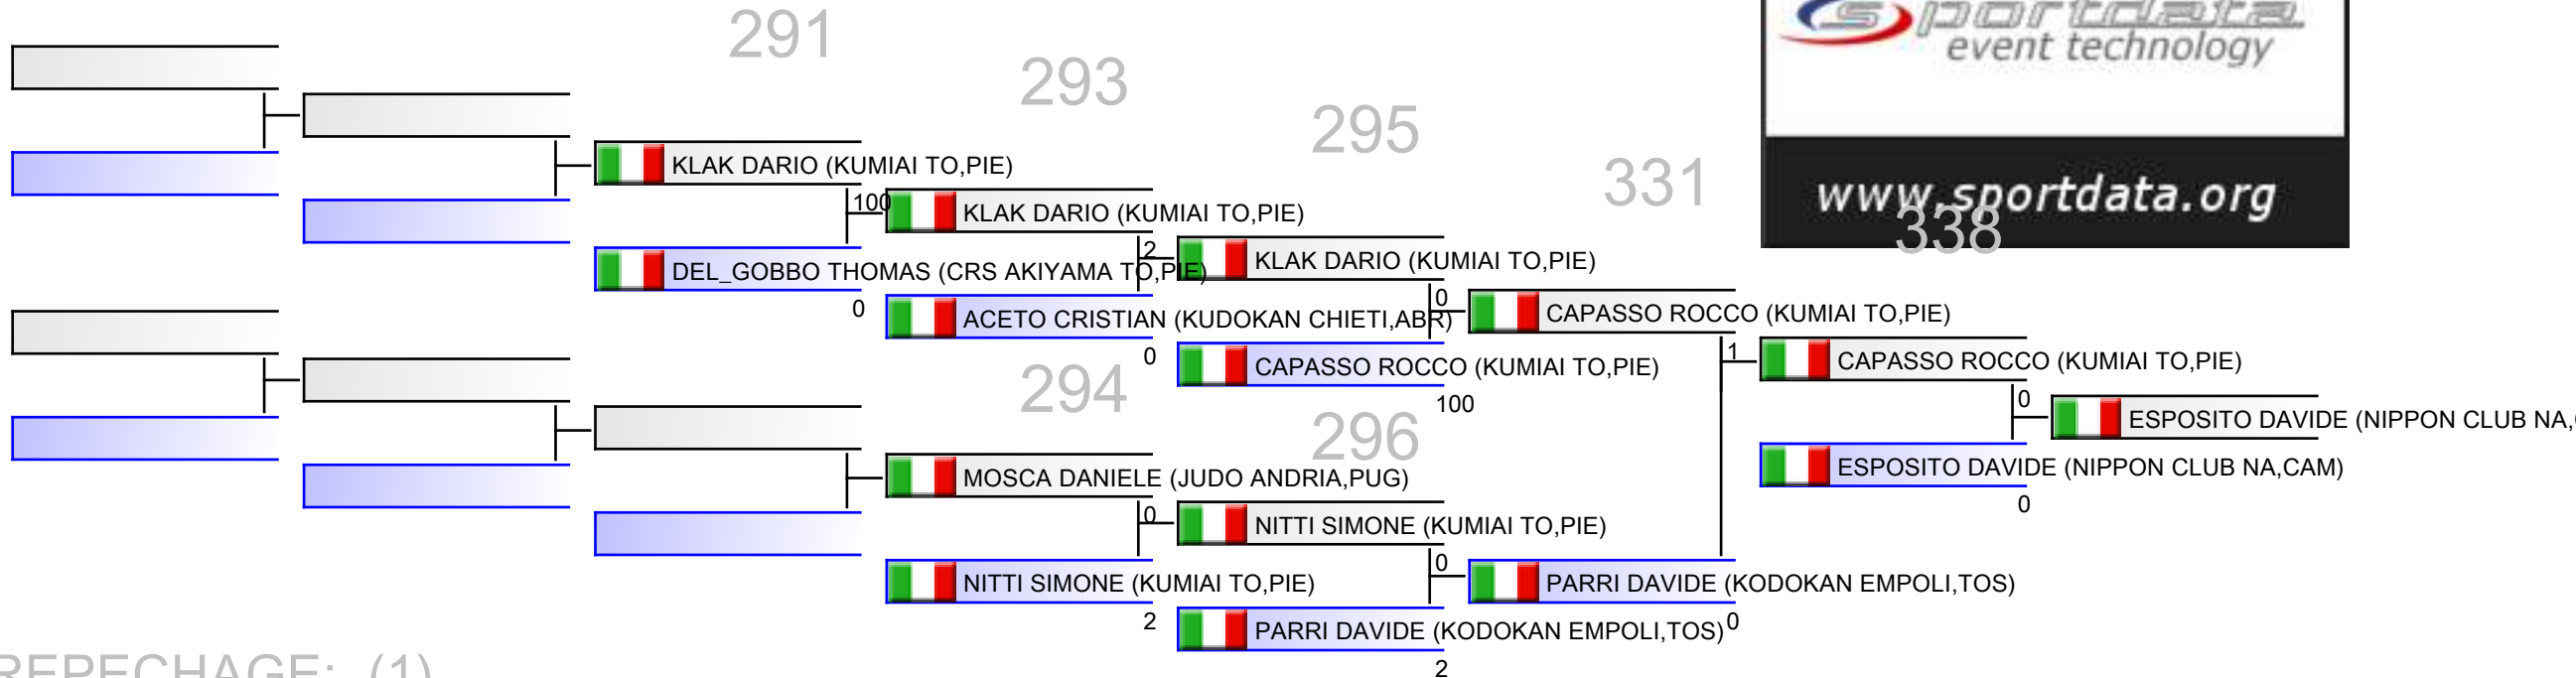 291
293
295
331
338
sportdata
event technology
www.sportdata.org
KLAK DARIO (KUMIAI TO,PIE)
100
DEL_GOBBO THOMAS (CRS AKIYAMA TO,PIE)
0
KLAK DARIO (KUMIAI TO,PIE)
2
ACETO CRISTIAN (KUDOKAN CHIETI,ABR)
0
KLAK DARIO (KUMIAI TO,PIE)
0
CAPASSO ROCCO (KUMIAI TO,PIE)
100
CAPASSO ROCCO (KUMIAI TO,PIE)
1
CAPASSO ROCCO (KUMIAI TO,PIE)
0
ESPOSITO DAVIDE (NIPPON CLUB NA,CAM)
0
ESPOSITO DAVIDE (NIPPON CLUB NA,
294
296
MOSCA DANIELE (JUDO ANDRIA,PUG)
0
NITTI SIMONE (KUMIAI TO,PIE)
2
NITTI SIMONE (KUMIAI TO,PIE)
0
PARRI DAVIDE (KODOKAN EMPOLI,TOS)
2
PARRI DAVIDE (KODOKAN EMPOLI,TOS)
0
REPECHAGE: (1)